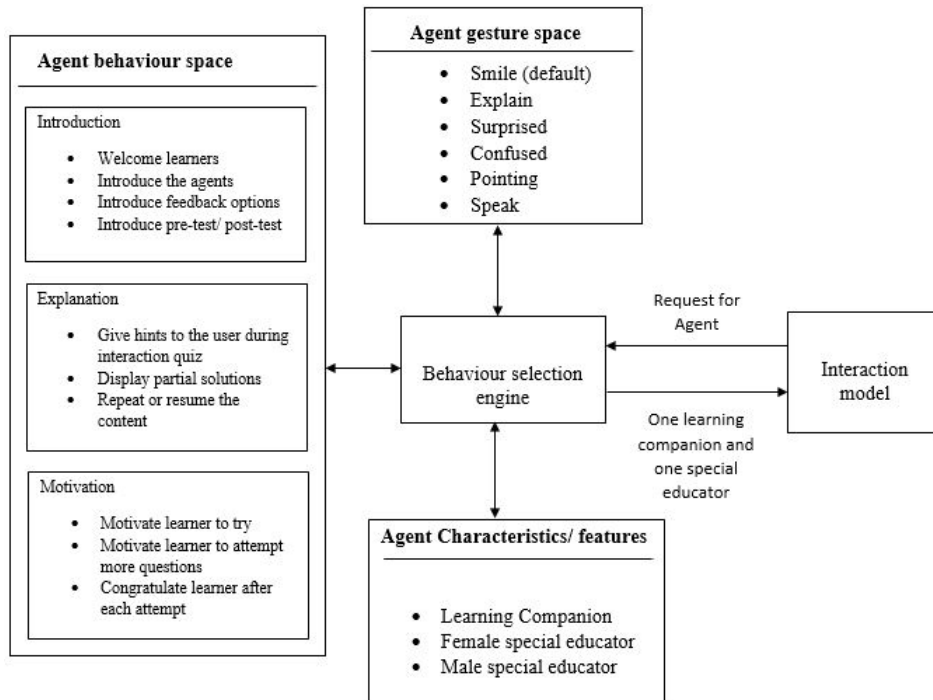 Agent behaviour space
Introduction
• Welcome learners
• Introduce the agents
• Introduce feedback options
• Introduce pre-test/ post-test
Explanation
• Give hints to the user during
interaction quiz
• Display partial solutions
• Repeat or resume the
content
Motivation
• Motivate learner to try
• Motivate learner to attempt
more questions
• Congratulate learner after
each attempt
Agent gesture space
• Smile (default)
• Explain
• Surprised
• Confused
• Pointing
• Speak
Behaviour selection
engine
Request for
Agent
One learning
companion and
one special
educator
Interaction
model
Agent Characteristics/ features
• Learning Companion
• Female special educator
• Male special educator